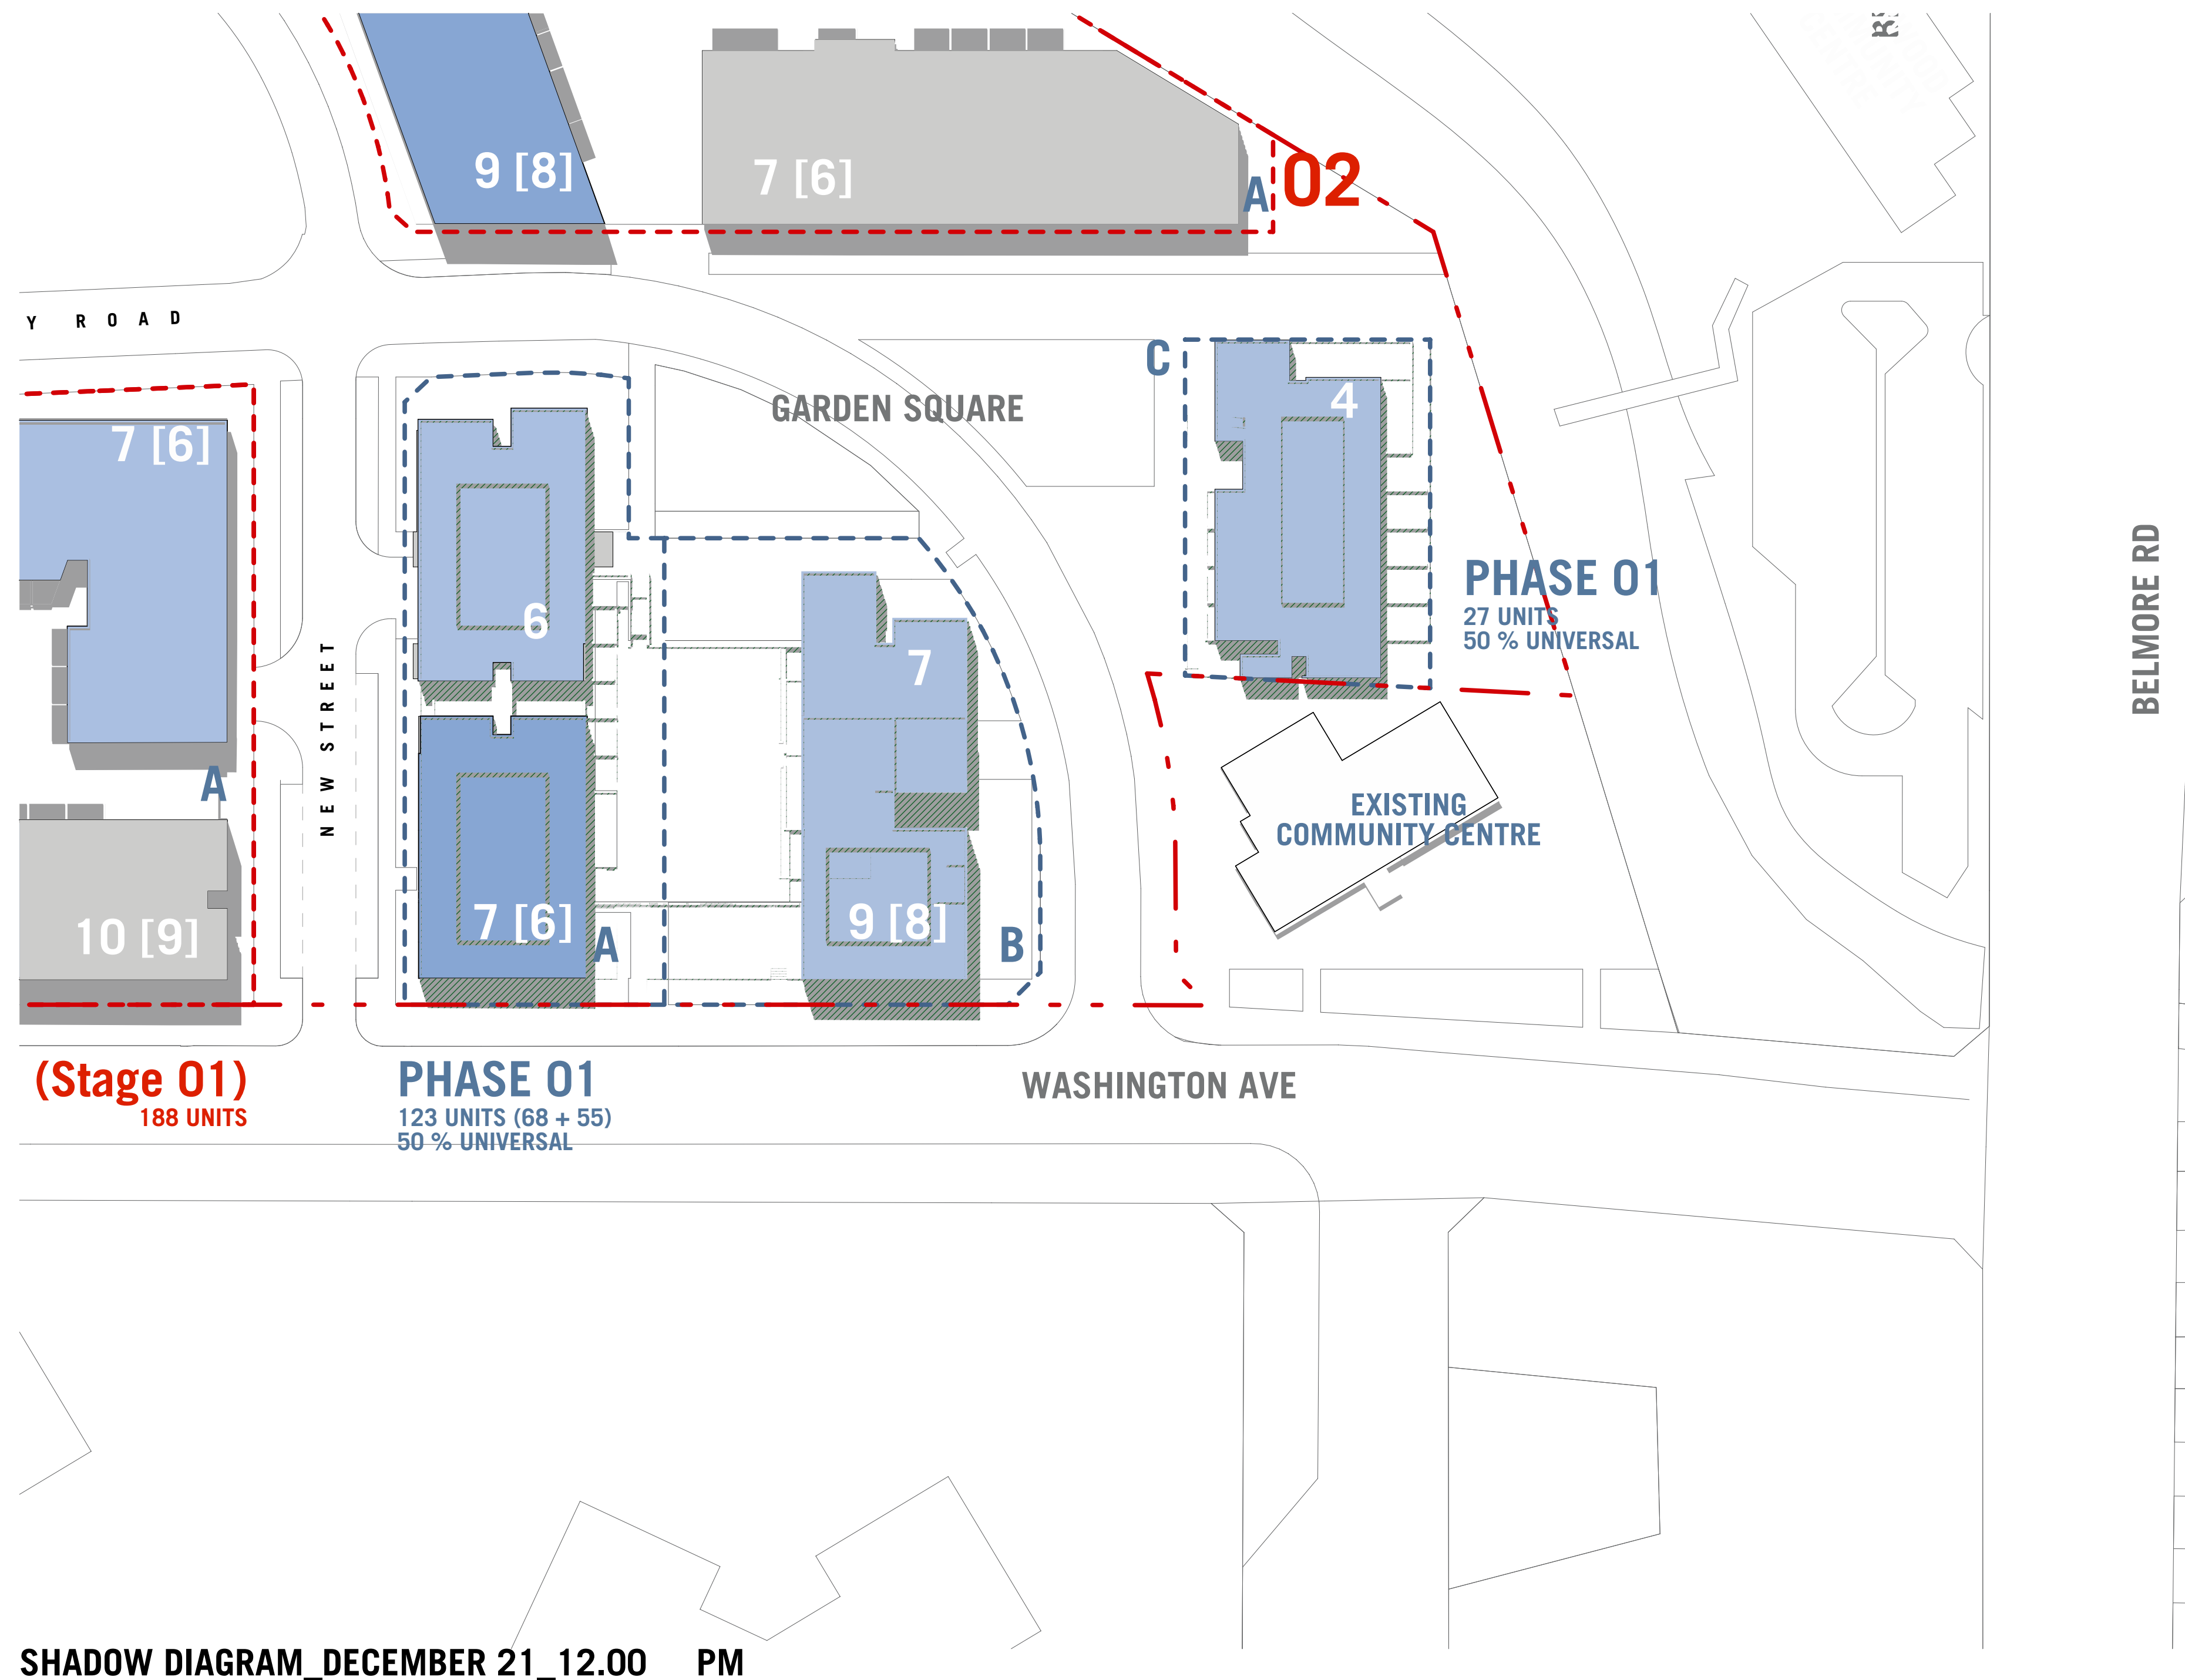 9 [8]
7 [6]
A
02
Y ROAD
C
GARDEN SQUARE
4
7 [6]
6
7
PHASE 01
27 UNITS
50 % UNIVERSAL
BELMORE RD
NEW STREET
A
EXISTING
COMMUNITY CENTRE
10 [9]
7 [6]
A
9 [8]
B
(Stage 01)
188 UNITS
PHASE 01
123 UNITS (68 + 55)
50 % UNIVERSAL
WASHINGTON AVE
SHADOW DIAGRAM_DECEMBER 21_12.00 PM